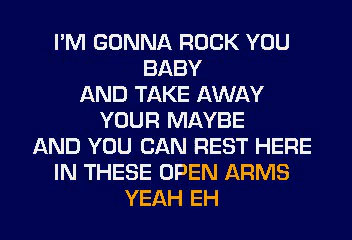 I'M GONNA ROCK YOU
BABY
AND TAKE AWAY
YOUR MAYBE
AND YOU CAN REST HERE
IN THESE OPEN ARMS
YEAH EH